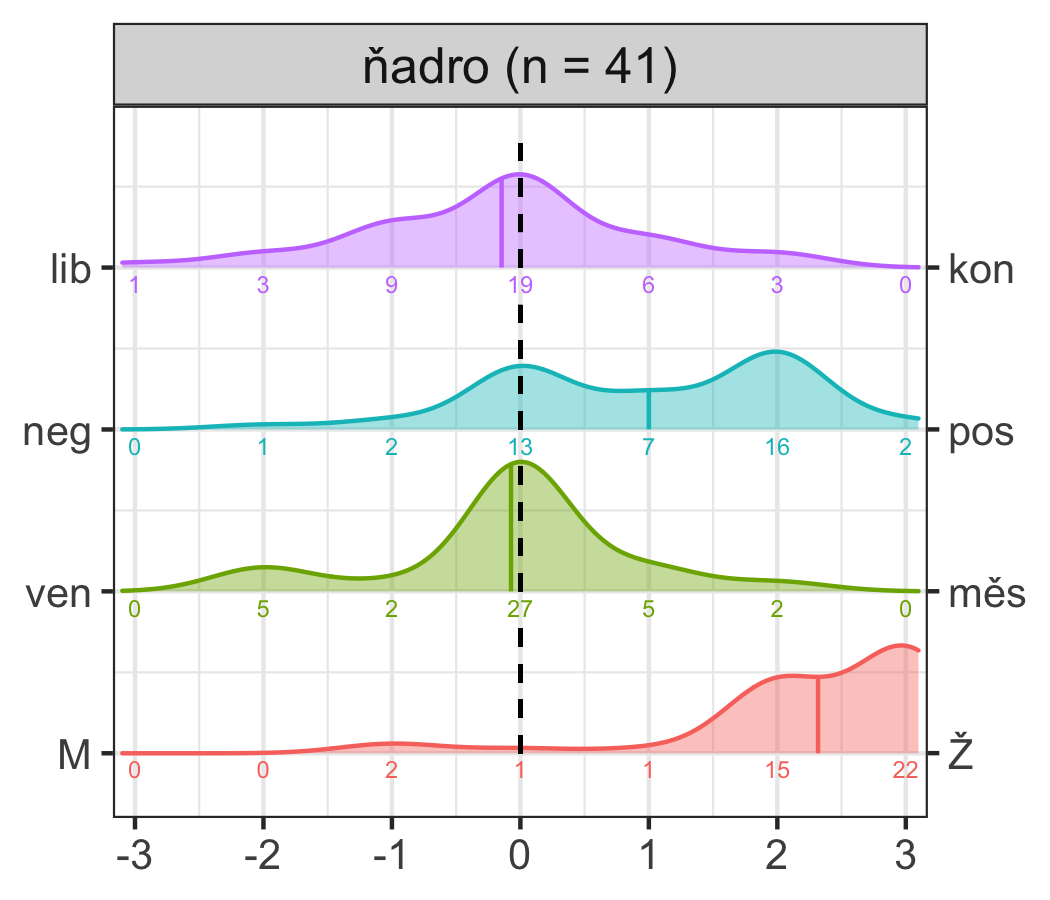 ňadro (n = 41)
lib kon
1 3 9 19 6 3 0
neg pos
0 1 2 13 7 16 2
ven měs
0 5 2 27 5 2 0
M Ž
0 0 2 1 1 15 22
-3 -2 -1 0 1 2 3